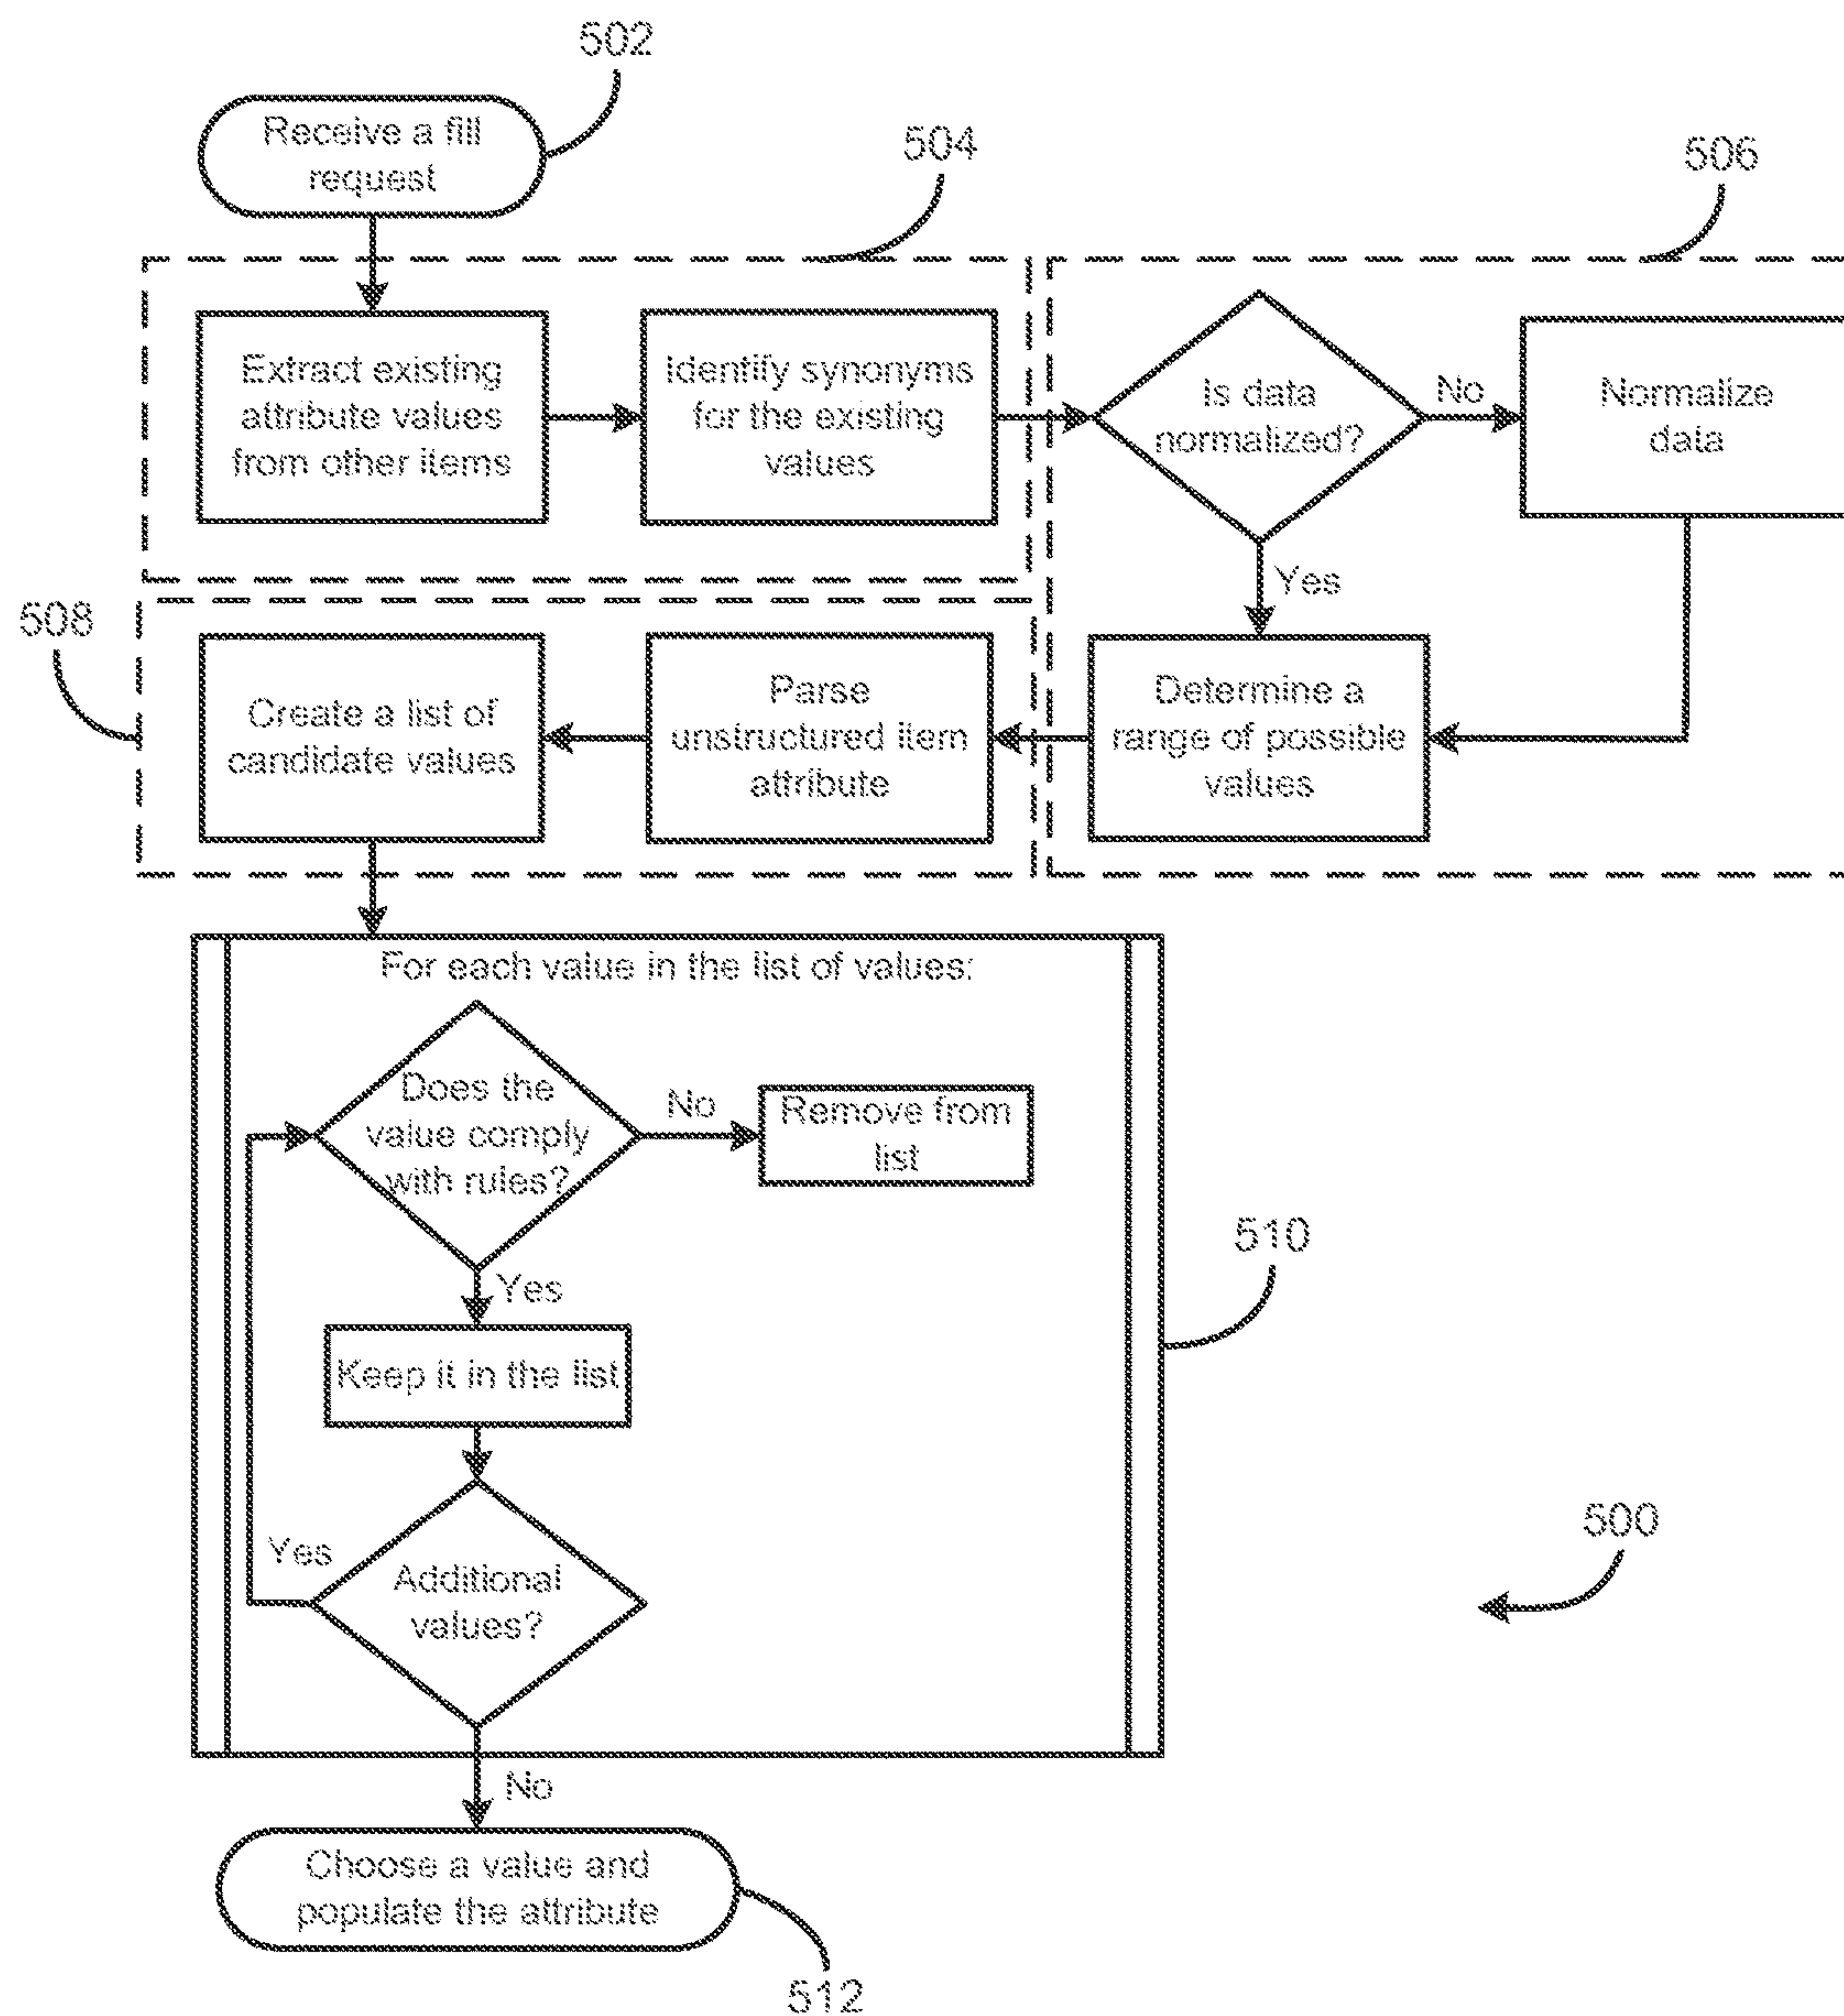 502
Receive a fill
request
504
506
Extract existing
attribute values
from other items
Identify synonyms
for the existing
values
Is data
normalized?
No
Normalize
data
Yes
508
Create a list of
candidate values
Parse
unstructured item
attribute
Determine a
range of possible
values
For each value in the list of values:
Does the
value comply
with rules?
No
Remove from
list
510
Yes
Keep it in the list
500
Yes
Additional
values?
No
Choose a value and
populate the attribute
512